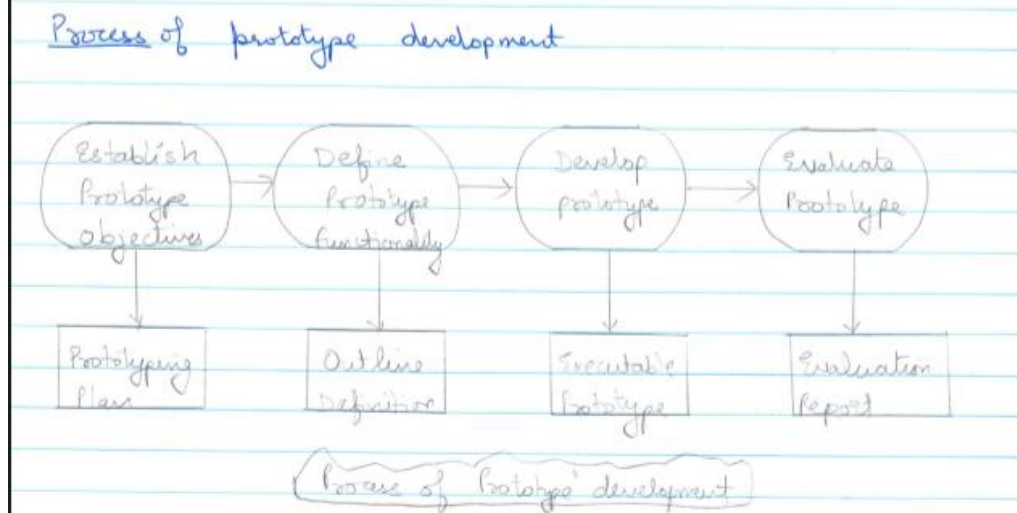 Process of prototype development
Establish
Prototype
Objectives
Define
Prototype
functionality
Develop
prototype
Evaluate
Prototype
Prototyping
Plan
Outline
Definition
Executable
Prototype
Evaluation
Report
Process of Prototype development